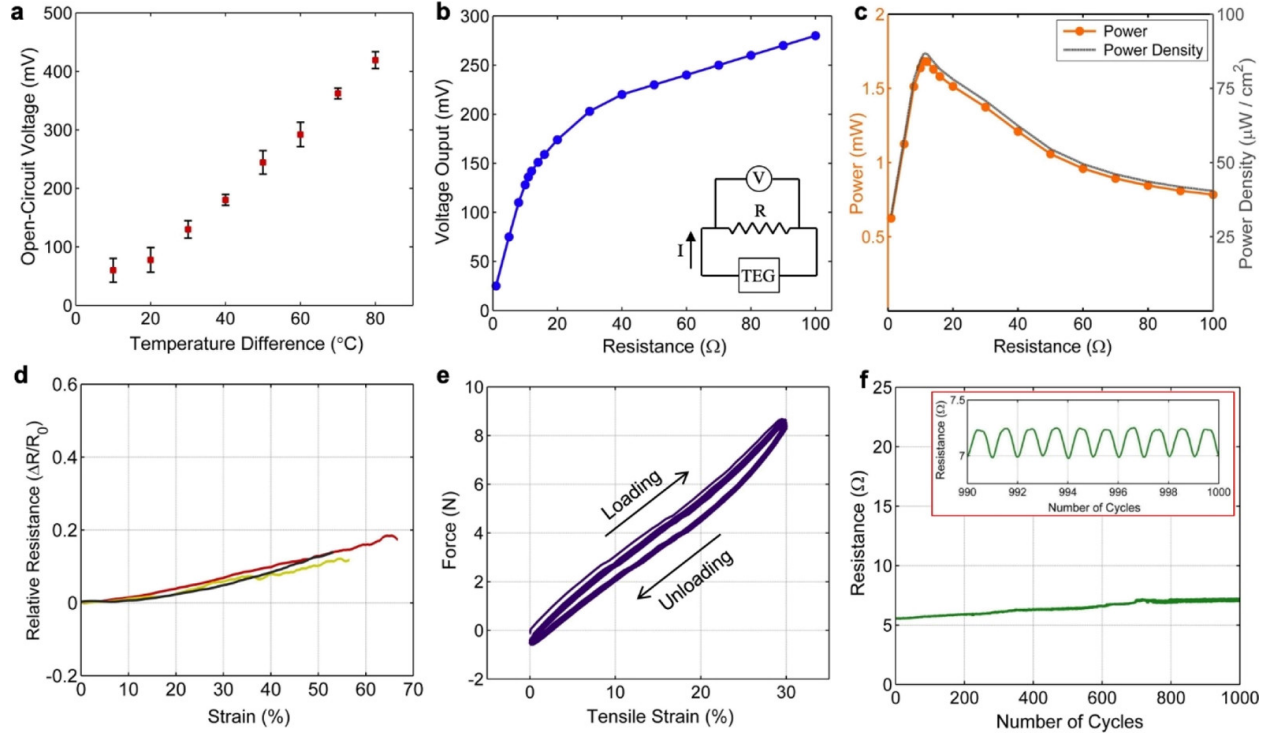 a
Open-Circuit Voltage (mV)
500
400
300
200
100
0
0
20
40
60
80
Temperature Difference (°C)
b
Voltage Ouput (mV)
300
250
200
150
100
50
0
0
20
40
60
80
100
Resistance (Ω)
V
R
I
TEG
c
Power (mW)
2
1.5
1
0.5
0
20
40
60
80
100
Resistance (Ω)
100
75
50
25
Power Density (μW / cm²)
Power
Power Density
d
Relative Resistance (ΔR/R₀)
0.6
0.4
0.2
0
-0.2
0
10
20
30
40
50
60
70
Strain (%)
e
Force (N)
10
8
6
4
2
0
-2
0
10
20
30
Tensile Strain (%)
Loading
Unloading
f
Resistance (Ω)
25
20
15
10
5
0
0
200
400
600
800
1000
Number of Cycles
Resistance (Ω)
7.5
7
990
992
994
996
998
1000
Number of Cycles